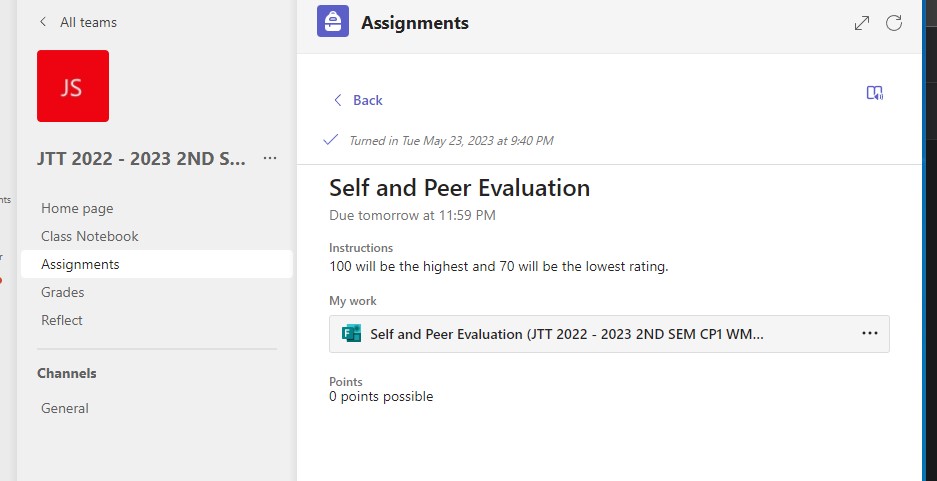 All teams
JS
JTT 2022 - 2023 2ND S...
Home page
Class Notebook
Assignments
Grades
Reflect
Channels
General
Assignments
Back
Turned in Tue May 23, 2023 at 9:40 PM
Self and Peer Evaluation
Due tomorrow at 11:59 PM
Instructions
100 will be the highest and 70 will be the lowest rating.
My work
Self and Peer Evaluation (JTT 2022 - 2023 2ND SEM CP1 WM...
Points
0 points possible